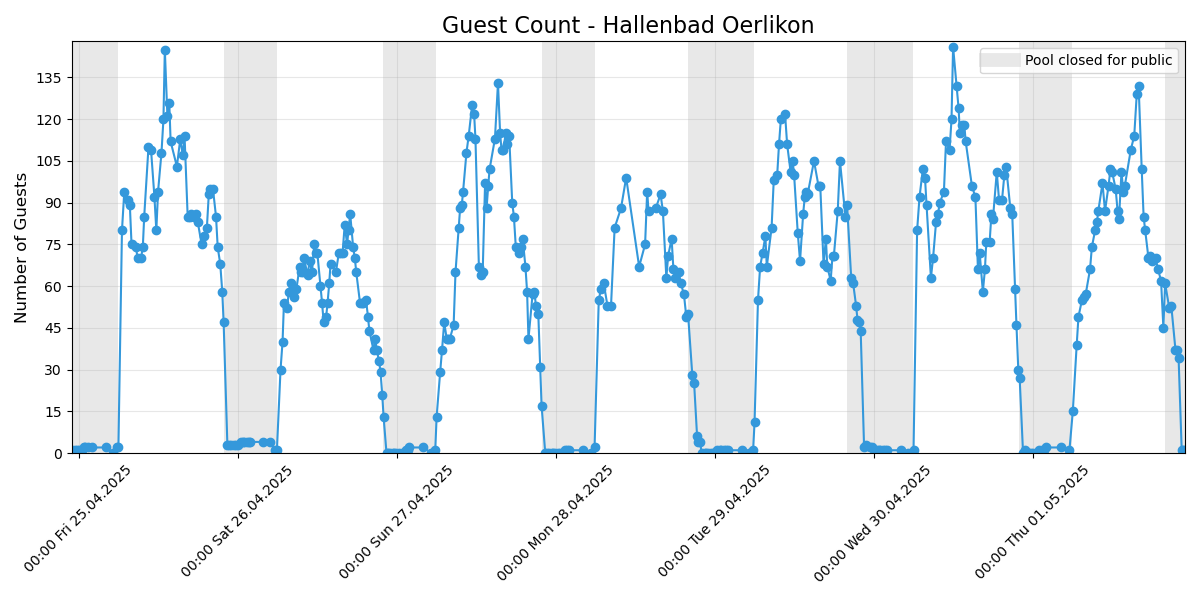 Guest Count - Hallenbad Oerlikon
Pool closed for public
Number of Guests
135
120
105
90
75
60
45
30
15
0
00:00 Fri 25.04.2025
00:00 Sat 26.04.2025
00:00 Sun 27.04.2025
00:00 Mon 28.04.2025
00:00 Tue 29.04.2025
00:00 Wed 30.04.2025
00:00 Thu 01.05.2025